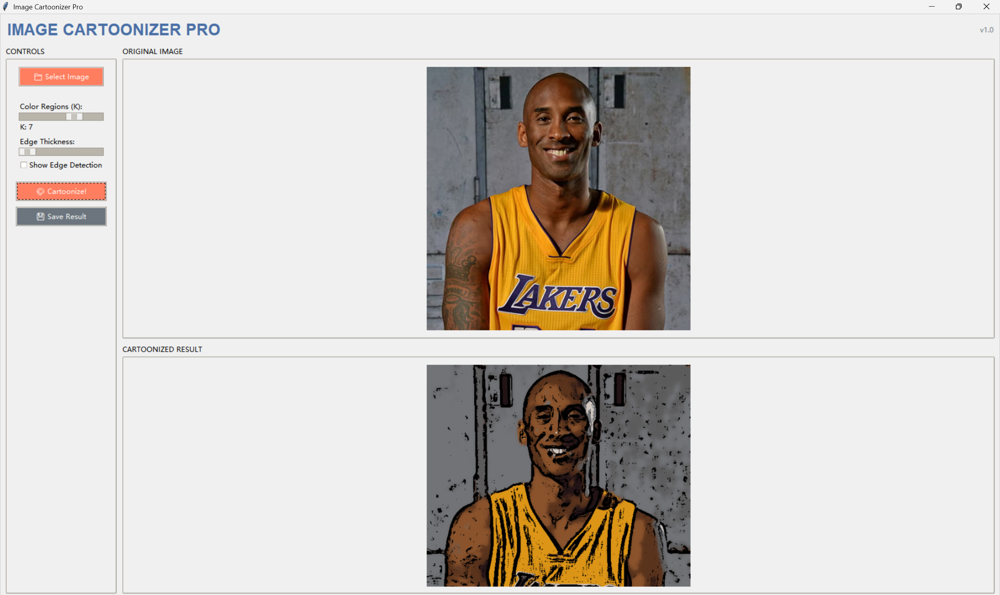 Image Cartoonizer Pro
IMAGE CARTOONIZER PRO
v1.0
CONTROLS
Select Image
Color Regions (K):
K: 7
Edge Thickness:
Show Edge Detection
Cartoonize!
Save Result
ORIGINAL IMAGE
LAKERS
CARTOONIZED RESULT